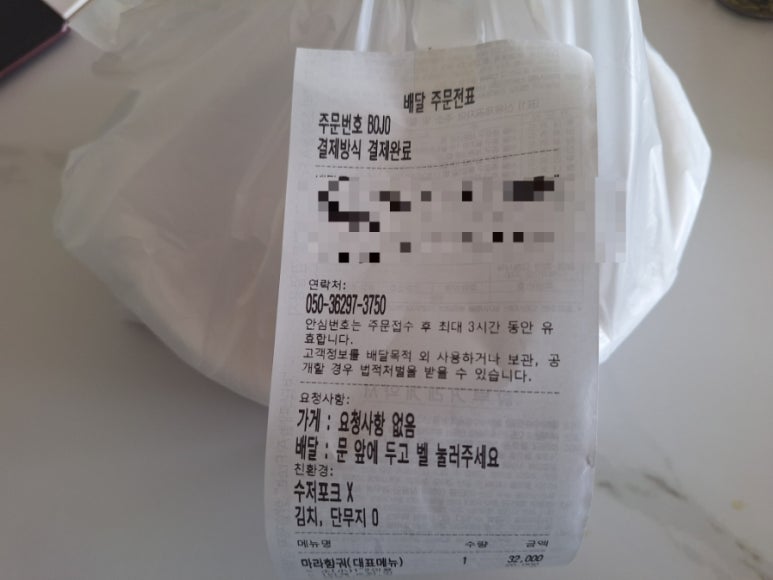 배달 주문전표
주문번호 B0J0
결제방식 결제완료
연락처:
050-36297-3750
안심번호는 주문접수 후 최대 3시간 동안 유
효합니다.
고객정보를 배달목적 외 사용하거나 보관, 공
개할 경우 법적처벌을 받을 수 있습니다.
요청사항:
가게 : 요청사항 없음
배달 : 문 앞에 두고 벨 눌러주세요
친환경:
수저포크 X
김치, 단무지 O
메뉴명 수량 금액
마라힁궈(대표메뉴) 1 32,000